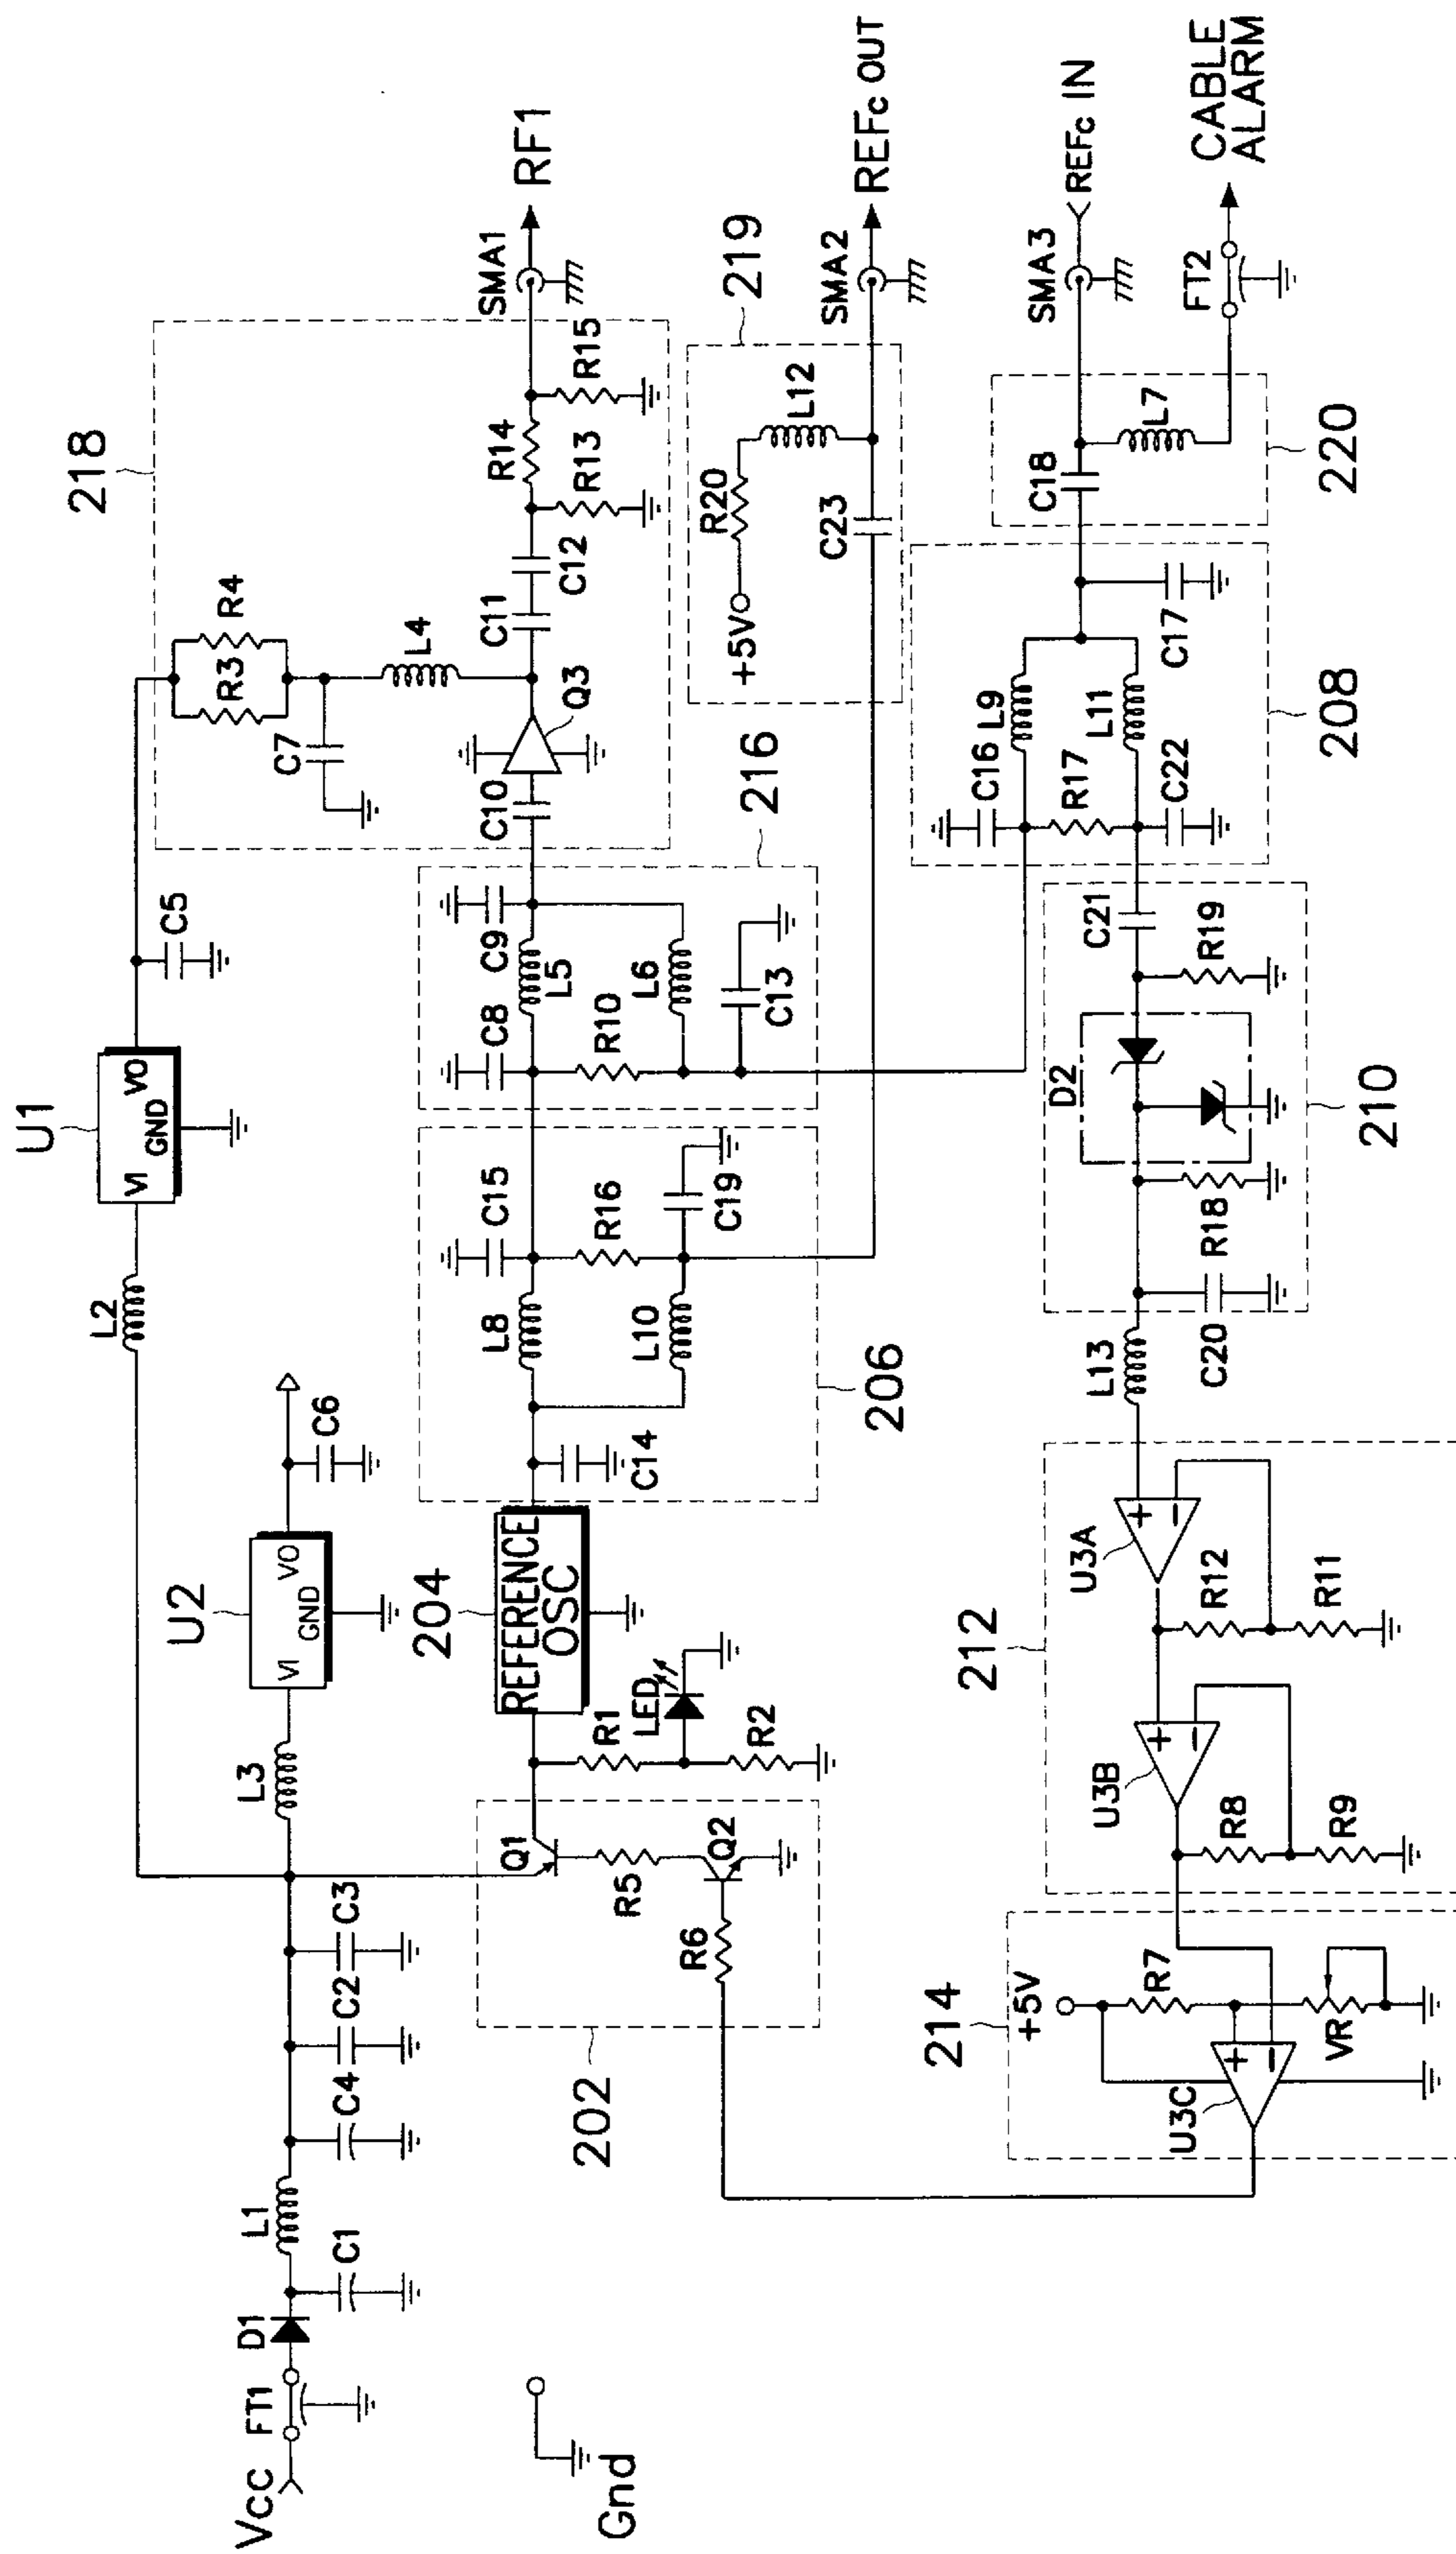 U1
VI
VO
GND
L2
C5
218
R3
R4
C7
L4
C10
Q3
C11
C12
R14
R13
R15
SMA1
RF1
U2
VI
VO
GND
L3
C6
Vcc
FT1
D1
C1
L1
C4
C2
C3
Gnd
202
Q1
R5
Q2
R6
204
REFERENCE
OSC
R1
LED
R2
206
C14
L8
L10
C15
R16
C19
216
C8
C9
L5
R10
L6
C13
219
+5V
R20
L12
C23
SMA2
REFc OUT
208
C16
L9
R17
L11
C22
C17
220
C18
L7
SMA3
REFc IN
FT2
CABLE
ALARM
210
C21
R19
D2
R18
C20
L13
212
U3A
+
−
R12
R11
U3B
+
−
R8
R9
214
+5V
R7
VR
U3C
+
−